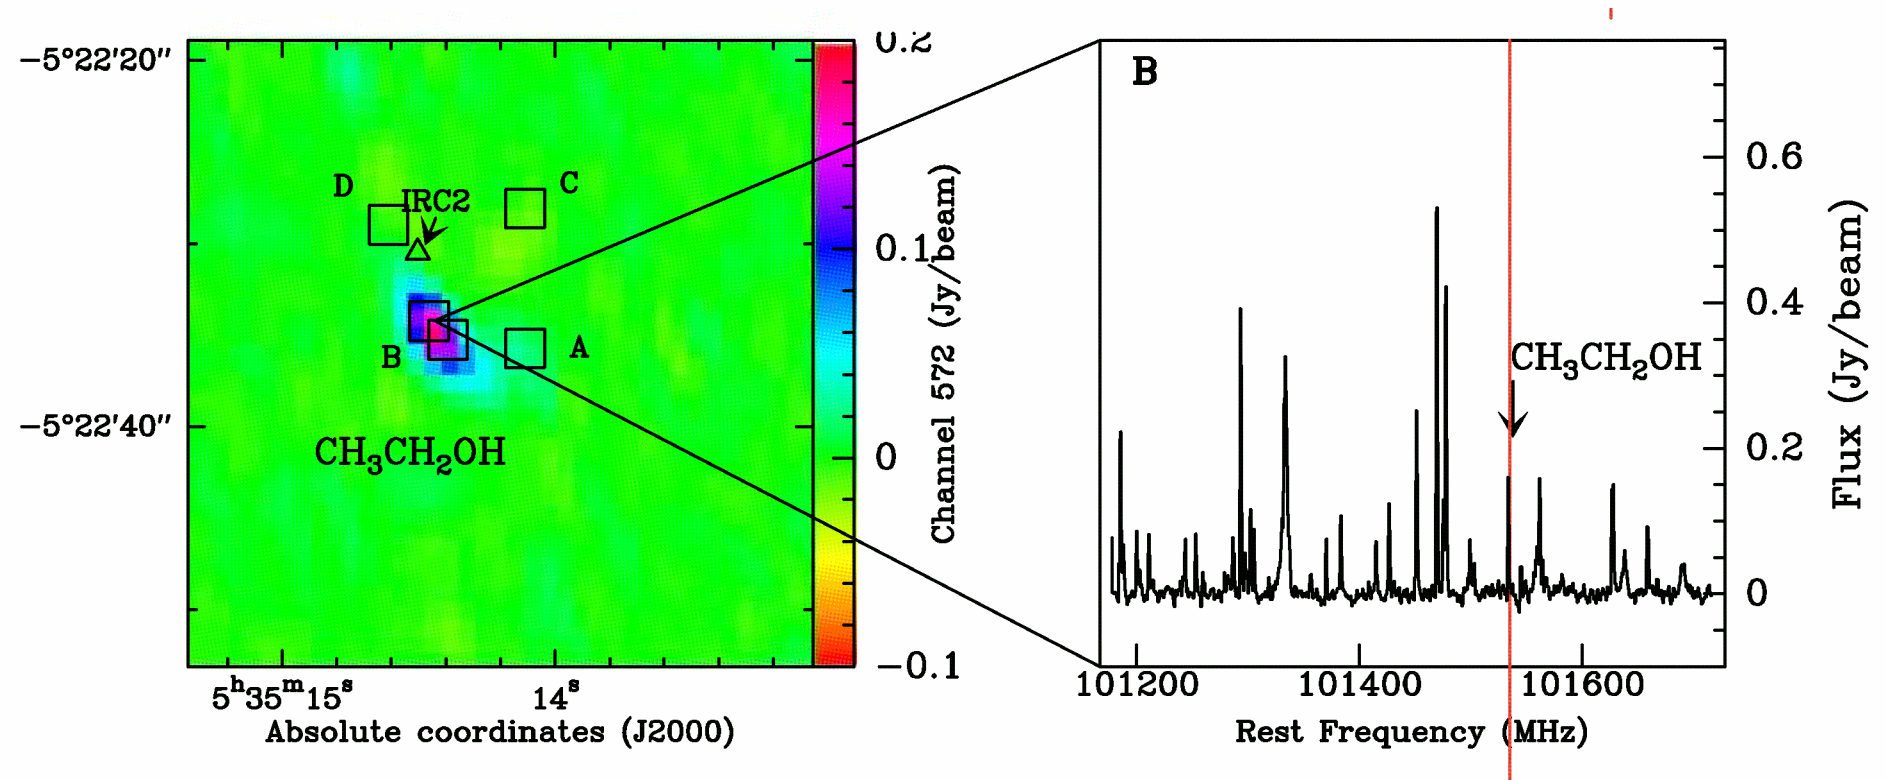 -5°22'20"
-5°22'40"
D
IRC2
C
B
A
CH₃CH₂OH
5ʰ35ᵐ15ˢ
14ˢ
Absolute coordinates (J2000)
0.2
0.1
0
-0.1
Channel 572 (Jy/beam)
B
CH₃CH₂OH
0.6
0.4
0.2
0
Flux (Jy/beam)
101200
101400
101600
Rest Frequency (MHz)